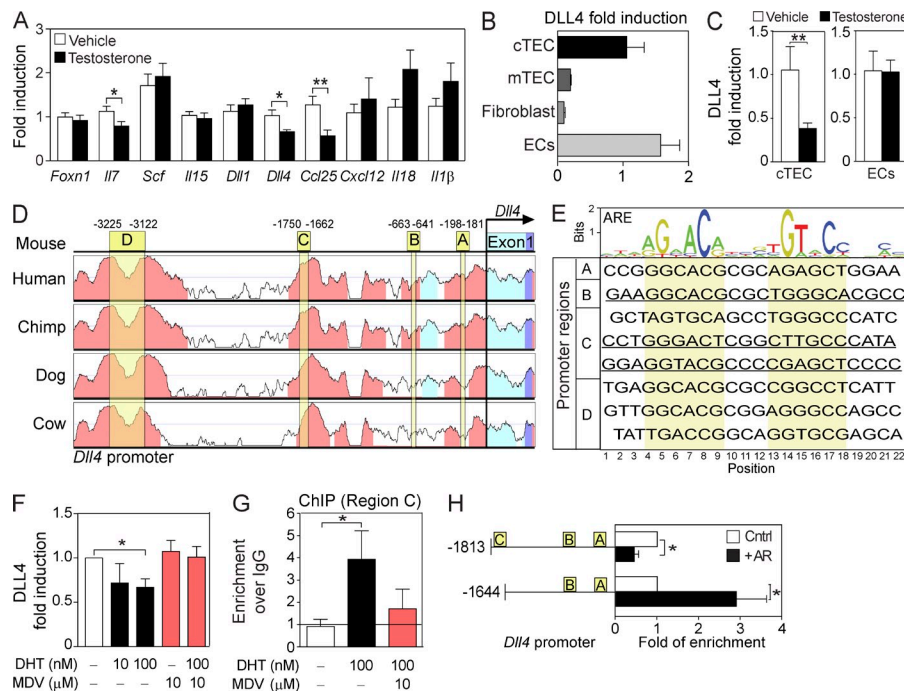 A
Fold induction
3
2
1
0
Vehicle
Testosterone
*
*
**
Foxn1 Il7 Scf Il15 Dll1 Dll4 Ccl25 Cxcl12 Il18 Il1β
B
DLL4 fold induction
cTEC
mTEC
Fibroblast
ECs
0 1 2
C
Vehicle Testosterone
DLL4
fold induction
1.5
1.0
0.5
0.0
**
cTEC
1.5
1.0
0.5
0.0
ECs
D
-3225 -3122 -1750 -1662 -663-641 -198-181
Dll4
Mouse D C B A Exon 1
Human
Chimp
Dog
Cow
Dll4 promoter
E
Bits
2
1
0
ARE
Promoter regions
A CCGGGCACGCGCAGAGCTGGAA
B GAAGGCACGCGCTGGGCACGCC
C
GCTAGTGCAGCCTGGGCCCATC
CCTGGGACTCGGCTTGCCCATA
GGAGGTACGCCCCGAGCTCCCC
D
TGAGGCACGCCCGGCCTCATT
GTTGGCACGCGGAGGGCCAGCC
TATTGACCGGCAGGTGCGAGCA
1 2 3 4 5 6 7 8 9 10 11 12 13 14 15 16 17 18 19 20 21 22
Position
F
DLL4
fold induction
1.5
1.0
0.5
0.0
*
DHT (nM) – 10 100 – 100
MDV (µM) – – – 10 10
G
ChIP (Region C)
Enrichment
over IgG
6
5
4
3
2
1
0
*
DHT (nM) – 100 100
MDV (µM) – – 10
H
-1813 C B A
-1644 B A
Cntrl
+AR
*
*
0 1 2 3 4
Dll4 promoter Fold of enrichment